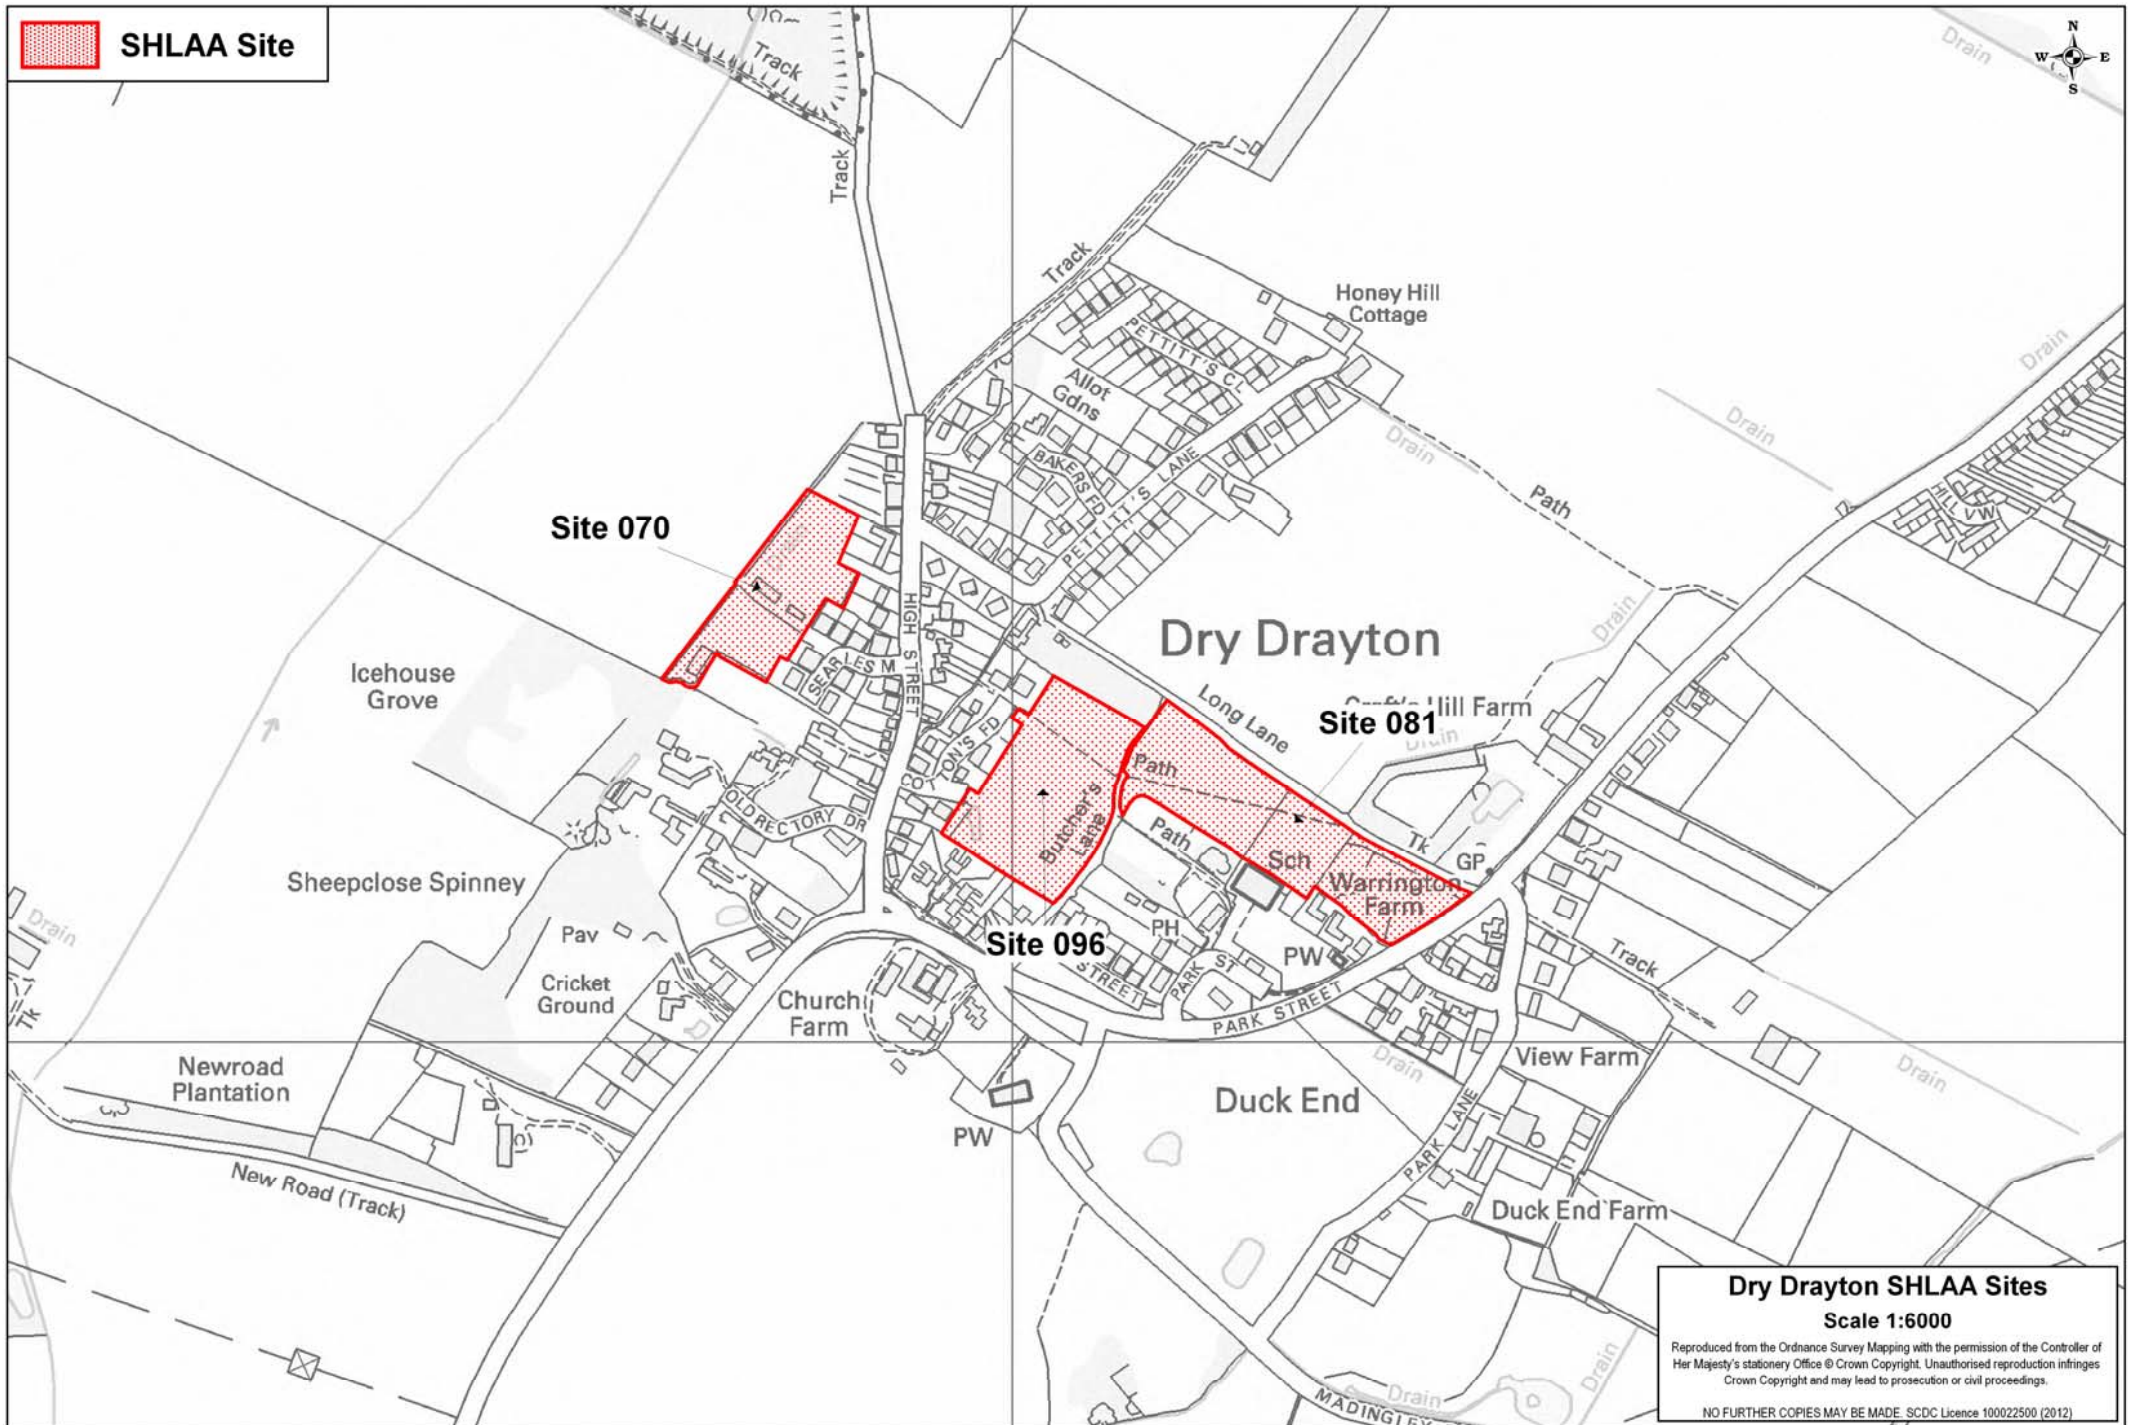 SHLAA Site
N
W
E
S
Drain
Track
Track
Track
Honey Hill
Cottage
PETTITT'S CL
Drain
Allot
Gdns
Drain
Drain
BAKERS FD
PETTITT'S LANE
Path
HILL VW
Site 070
HIGH STREET
Drain
Dry Drayton
SEARLES M
Icehouse
Grove
Long Lane
Hill Farm
Site 081
Drain
COTTON'S FD
Path
OLD RECTORY DR
Butcher's
Lane
Path
Tk
GP
Sch
Sheepclose Spinney
Warrington
Farm
Drain
Pav
PH
Site 096
PW
Track
STREET
PARK ST
Cricket
Ground
Church
Farm
PARK STREET
Tk
Newroad
Plantation
Drain
View Farm
Drain
Duck End
PARK LANE
PW
New Road (Track)
Duck End Farm
Drain
Drain
MADINGLEY
Dry Drayton SHLAA Sites
Scale 1:6000
Reproduced from the Ordnance Survey Mapping with the permission of the Controller of
Her Majesty's stationery Office © Crown Copyright. Unauthorised reproduction infringes
Crown Copyright and may lead to prosecution or civil proceedings.
NO FURTHER COPIES MAY BE MADE. SCDC Licence 100022500 (2012)